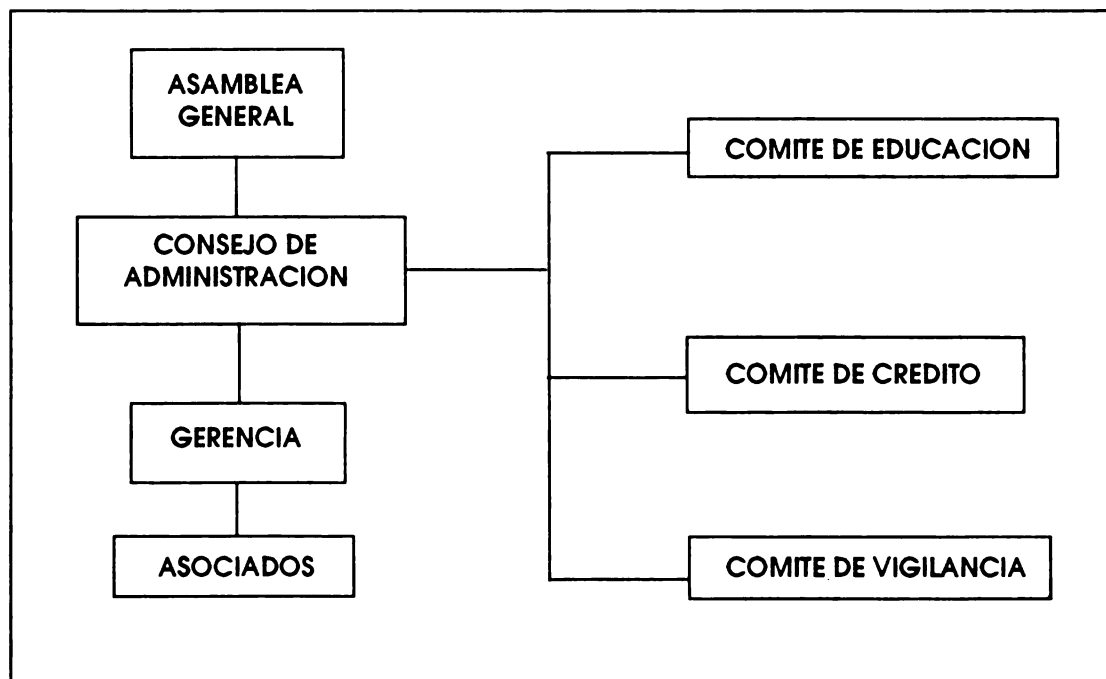 ASAMBLEA
GENERAL
CONSEJO DE
ADMINISTRACION
GERENCIA
ASOCIADOS
COMITE DE EDUCACION
COMITE DE CREDITO
COMITE DE VIGILANCIA